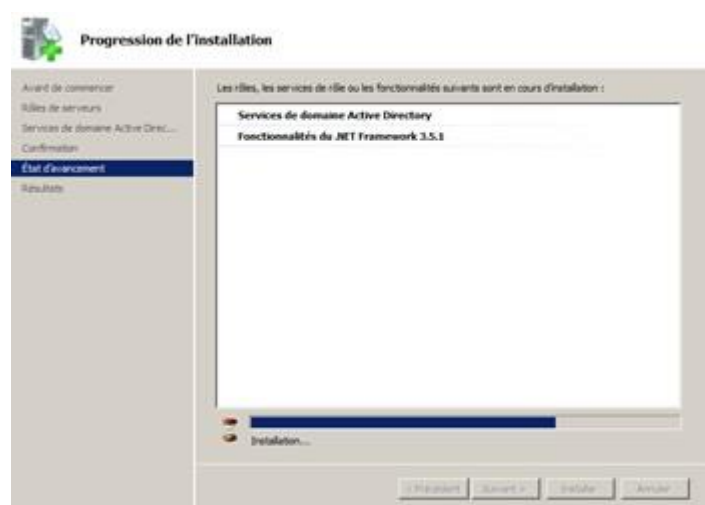 Progression de l'installation
Avant de commencer
Rôles de serveurs
Services de domaine Active Direc...
Confirmation
État d'avancement
Résultats
Les rôles, les services de rôle ou les fonctionnalités suivants sont en cours d'installation :
Services de domaine Active Directory
Fonctionnalités du .NET Framework 3.5.1
Installation...
< Précédent
Suivant >
Installer
Annuler